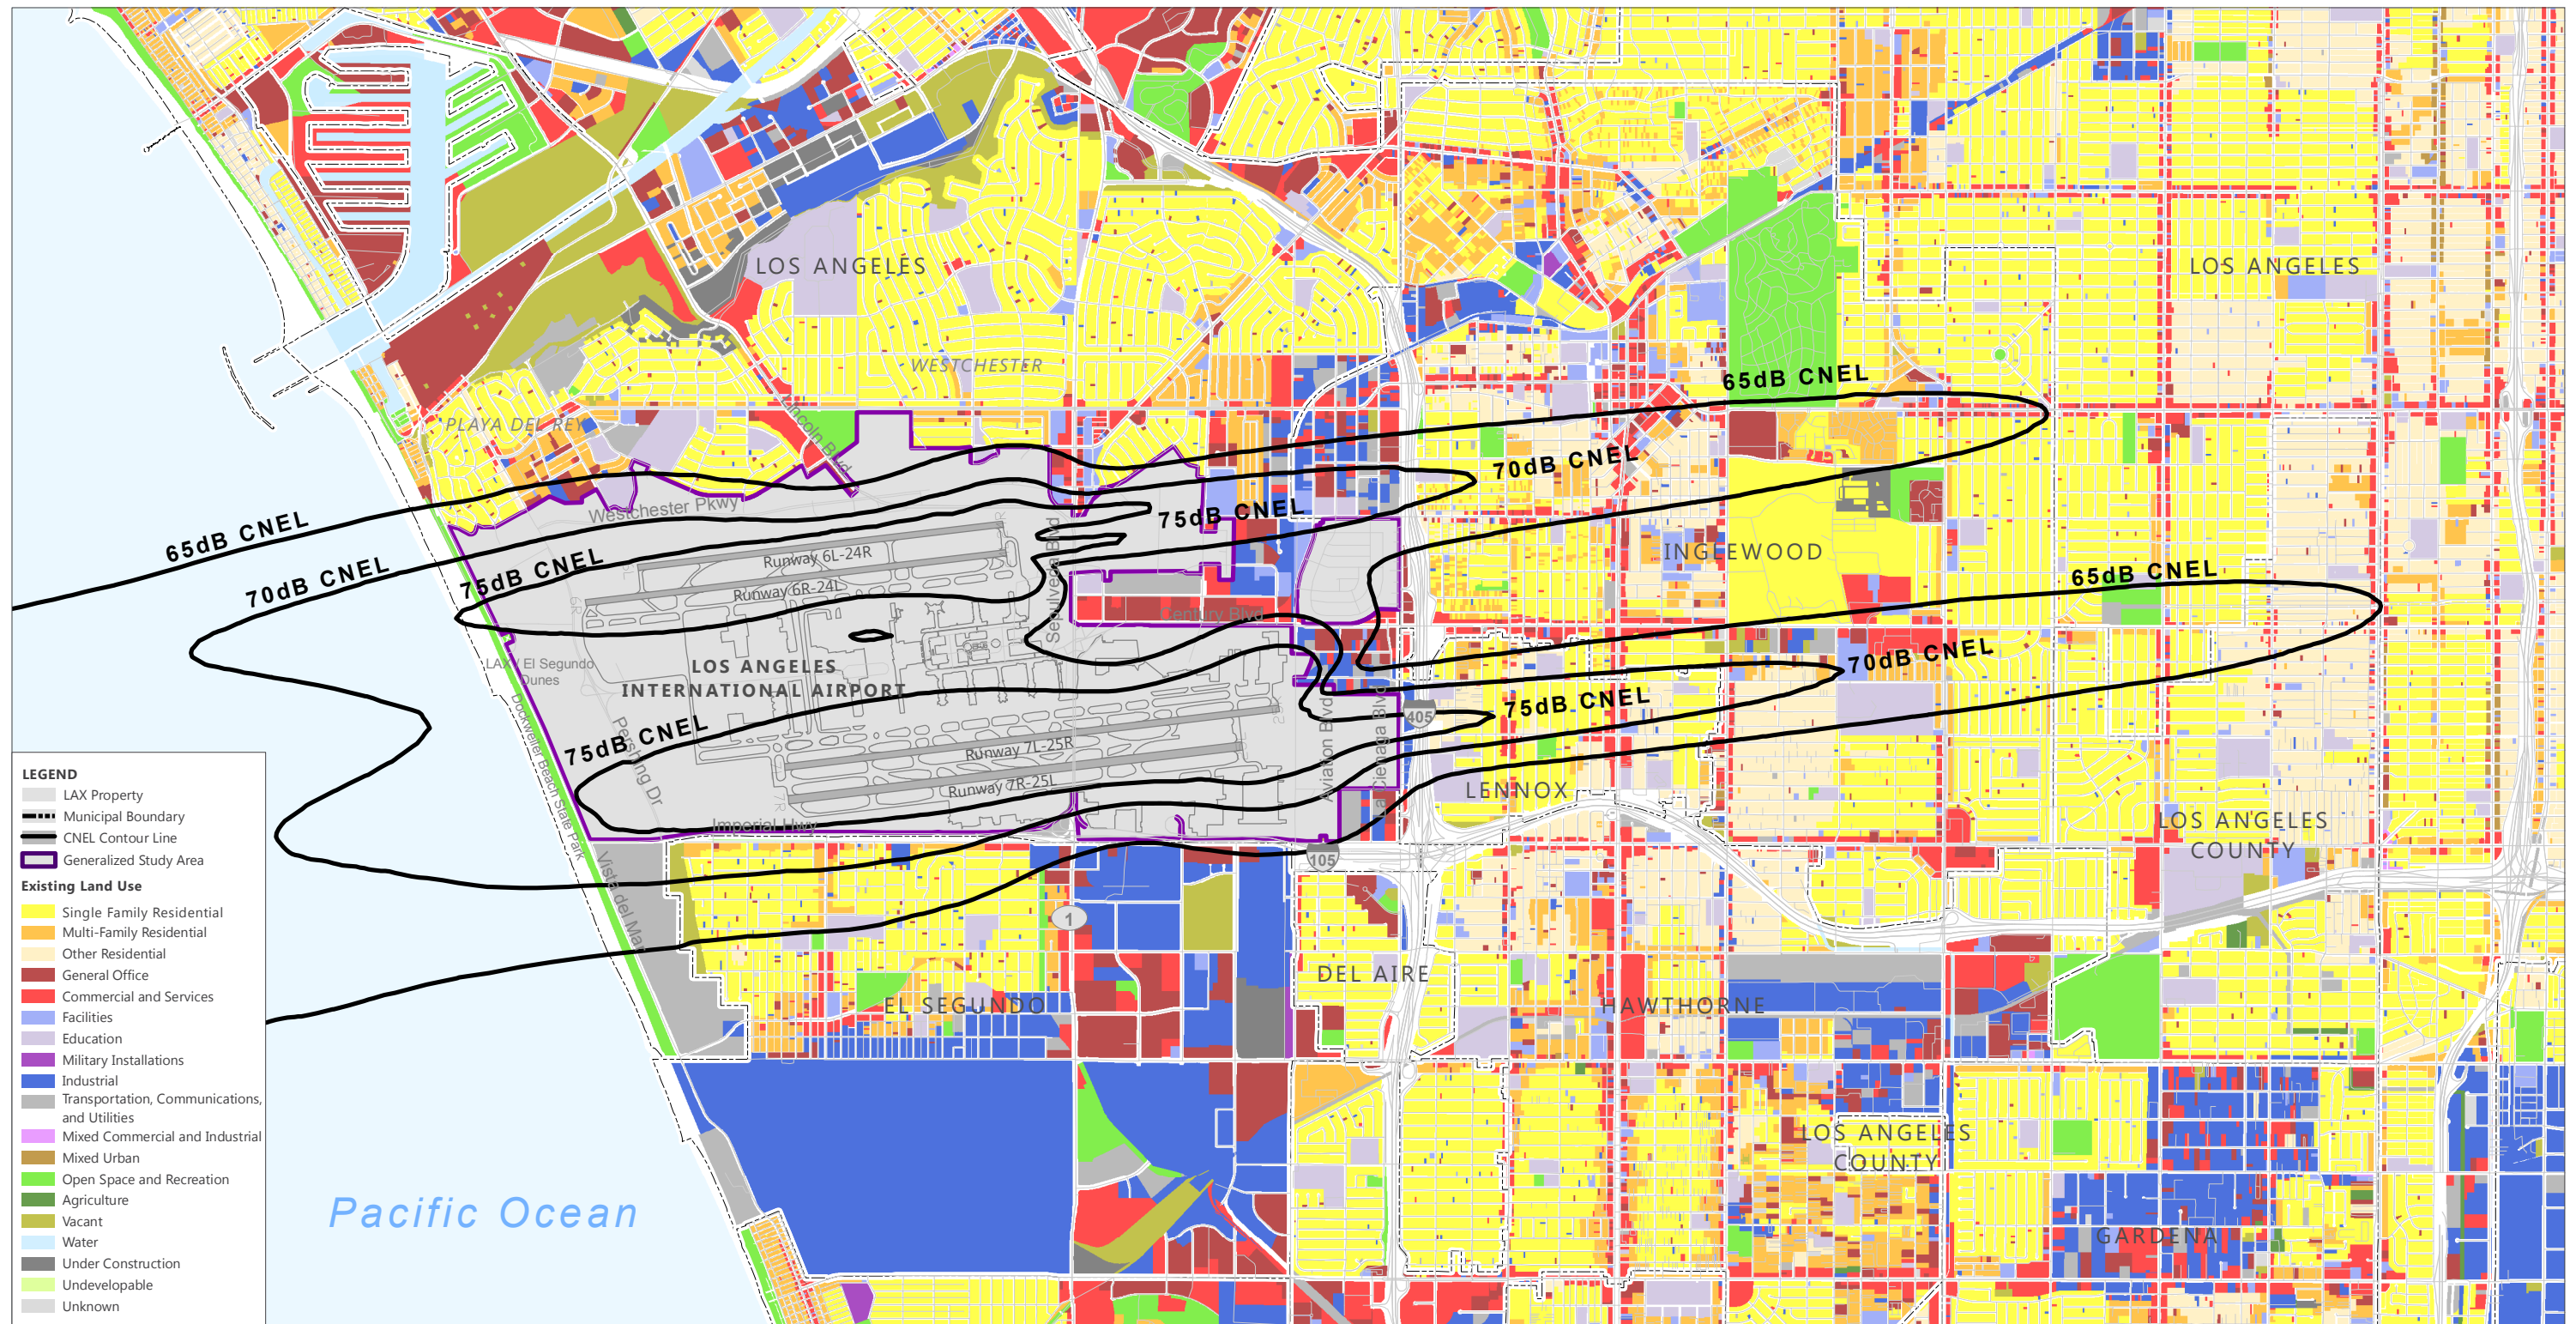 LOS ANGELES
LOS ANGELES
WESTCHESTER
65dB CNEL
PLAYA DEL REY
Lincoln Blvd
70dB CNEL
Westchester Pkwy
75dB CNEL
65dB CNEL
Sepulveda Blvd
Runway 6L-24R
INGLEWOOD
70dB CNEL
75dB CNEL
6R
Runway 6R-24L
65dB CNEL
Century Blvd
LAX / El Segundo
Dunes
LOS ANGELES
INTERNATIONAL AIRPORT
70dB CNEL
75dB CNEL
405
75dB CNEL
Pershing Dr
Dockweiler Beach State Park
Runway 7L-25R
Aviation Blvd
La Cienaga Blvd
Runway 7R-25L
7R
LENNOX
Imperial Hwy
LOS ANGELES
COUNTY
105
Vista del Mar
1
DEL AIRE
EL SEGUNDO
HAWTHORNE
LOS ANGELES
COUNTY
Pacific Ocean
GARDENA
LEGEND
LAX Property
Municipal Boundary
CNEL Contour Line
Generalized Study Area
Existing Land Use
Single Family Residential
Multi-Family Residential
Other Residential
General Office
Commercial and Services
Facilities
Education
Military Installations
Industrial
Transportation, Communications,
and Utilities
Mixed Commercial and Industrial
Mixed Urban
Open Space and Recreation
Agriculture
Vacant
Water
Under Construction
Undevelopable
Unknown